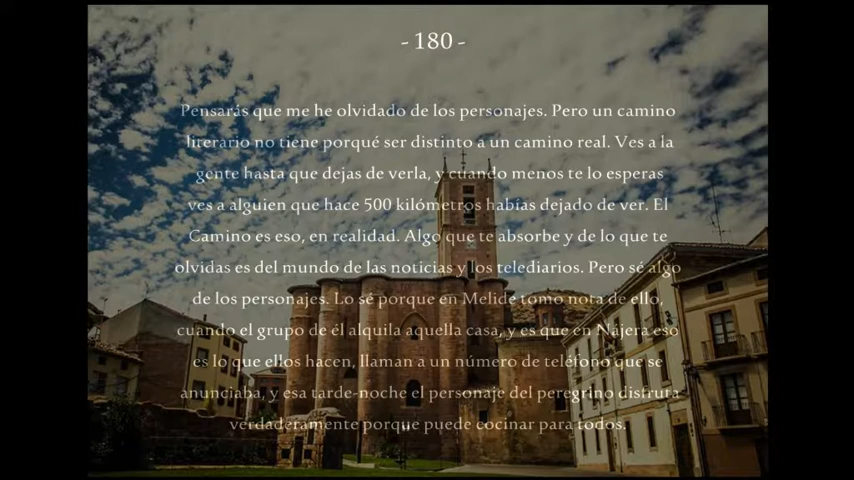 - 180 -
Pensarás que me he olvidado de los personajes. Pero un camino
literario no tiene porqué ser distinto a un camino real. Ves a la
gente hasta que dejas de verla, y cuando menos te lo esperas
ves a alguien que hace 500 kilómetros habías dejado de ver. El
Camino es eso, en realidad. Algo que te absorbe y de lo que te
olvidas es del mundo de las noticias y los telediarios. Pero sé algo
de los personajes. Lo sé porque en Melide tomo nota de ello,
cuando el grupo de él alquila aquella casa, y es que en Nájera eso
es lo que ellos hacen, llaman a un número de teléfono que se
anunciaba, y esa tarde-noche el personaje del peregrino disfruta
verdaderamente porque puede cocinar para todos.